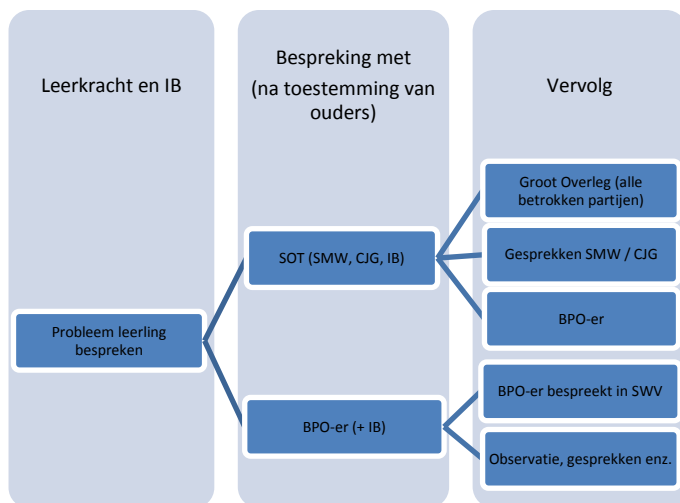 Leerkracht en IB
Bespreking met
(na toestemming van
ouders)
Vervolg
Probleem leerling
bespreken
SOT (SMW, CJG, IB)
BPO-er (+ IB)
Groot Overleg (alle
betrokken partijen)
Gesprekken SMW / CJG
BPO-er
BPO-er bespreekt in SWV
Observatie, gesprekken enz.